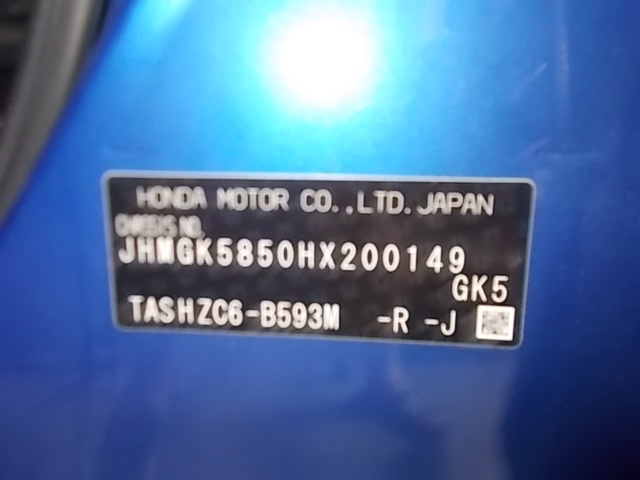 HONDA MOTOR CO.,LTD. JAPAN
CHASSIS NO.
JHMGK5850HX200149
GK5
TASHZC6-B593M -R -J